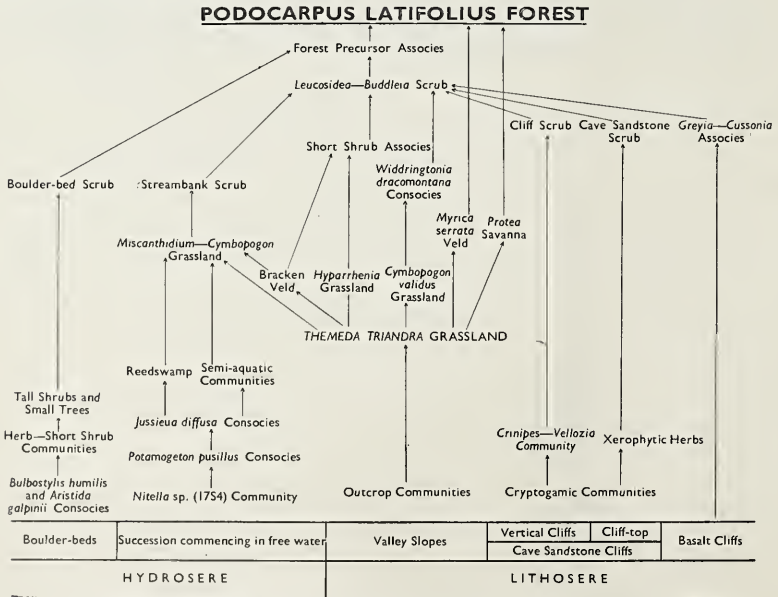 PODOCARPUS LATIFOLIUS FOREST
Forest Precursor Associes
Leucosidea—Buddleia Scrub
Cliff Scrub
Cave Sandstone
Scrub
Greyia—Cussonia
Associes
Short Shrub Associes
Widdringtonia
dracomontana
Consocies
Boulder-bed Scrub
Streambank Scrub
Myrica
serrata
Veld
Protea
Savanna
Miscanthidium—Cymbopogon
Grassland
Bracken
Veld
Hyparrhenia
Grassland
Cymbopogon
validus
Grassland
THEMEDA TRIANDRA GRASSLAND
Reedswamp
Semi-aquatic
Communities
Tall Shrubs and
Small Trees
Jussieua diffusa Consocies
Herb—Short Shrub
Communities
Crinipes—Vellozia
Community
Xerophytic Herbs
Potamogeton pusillus Consocies
Bulbostylis humilis
and Aristida
galpinii Consocies
Nitella sp. (1754) Community
Outcrop Communities
Cryptogamic Communities
Boulder-beds
Succession commencing in free water
Valley Slopes
Vertical Cliffs
Cliff-top
Cave Sandstone Cliffs
Basalt Cliffs
HYDROSERE
LITHOSERE